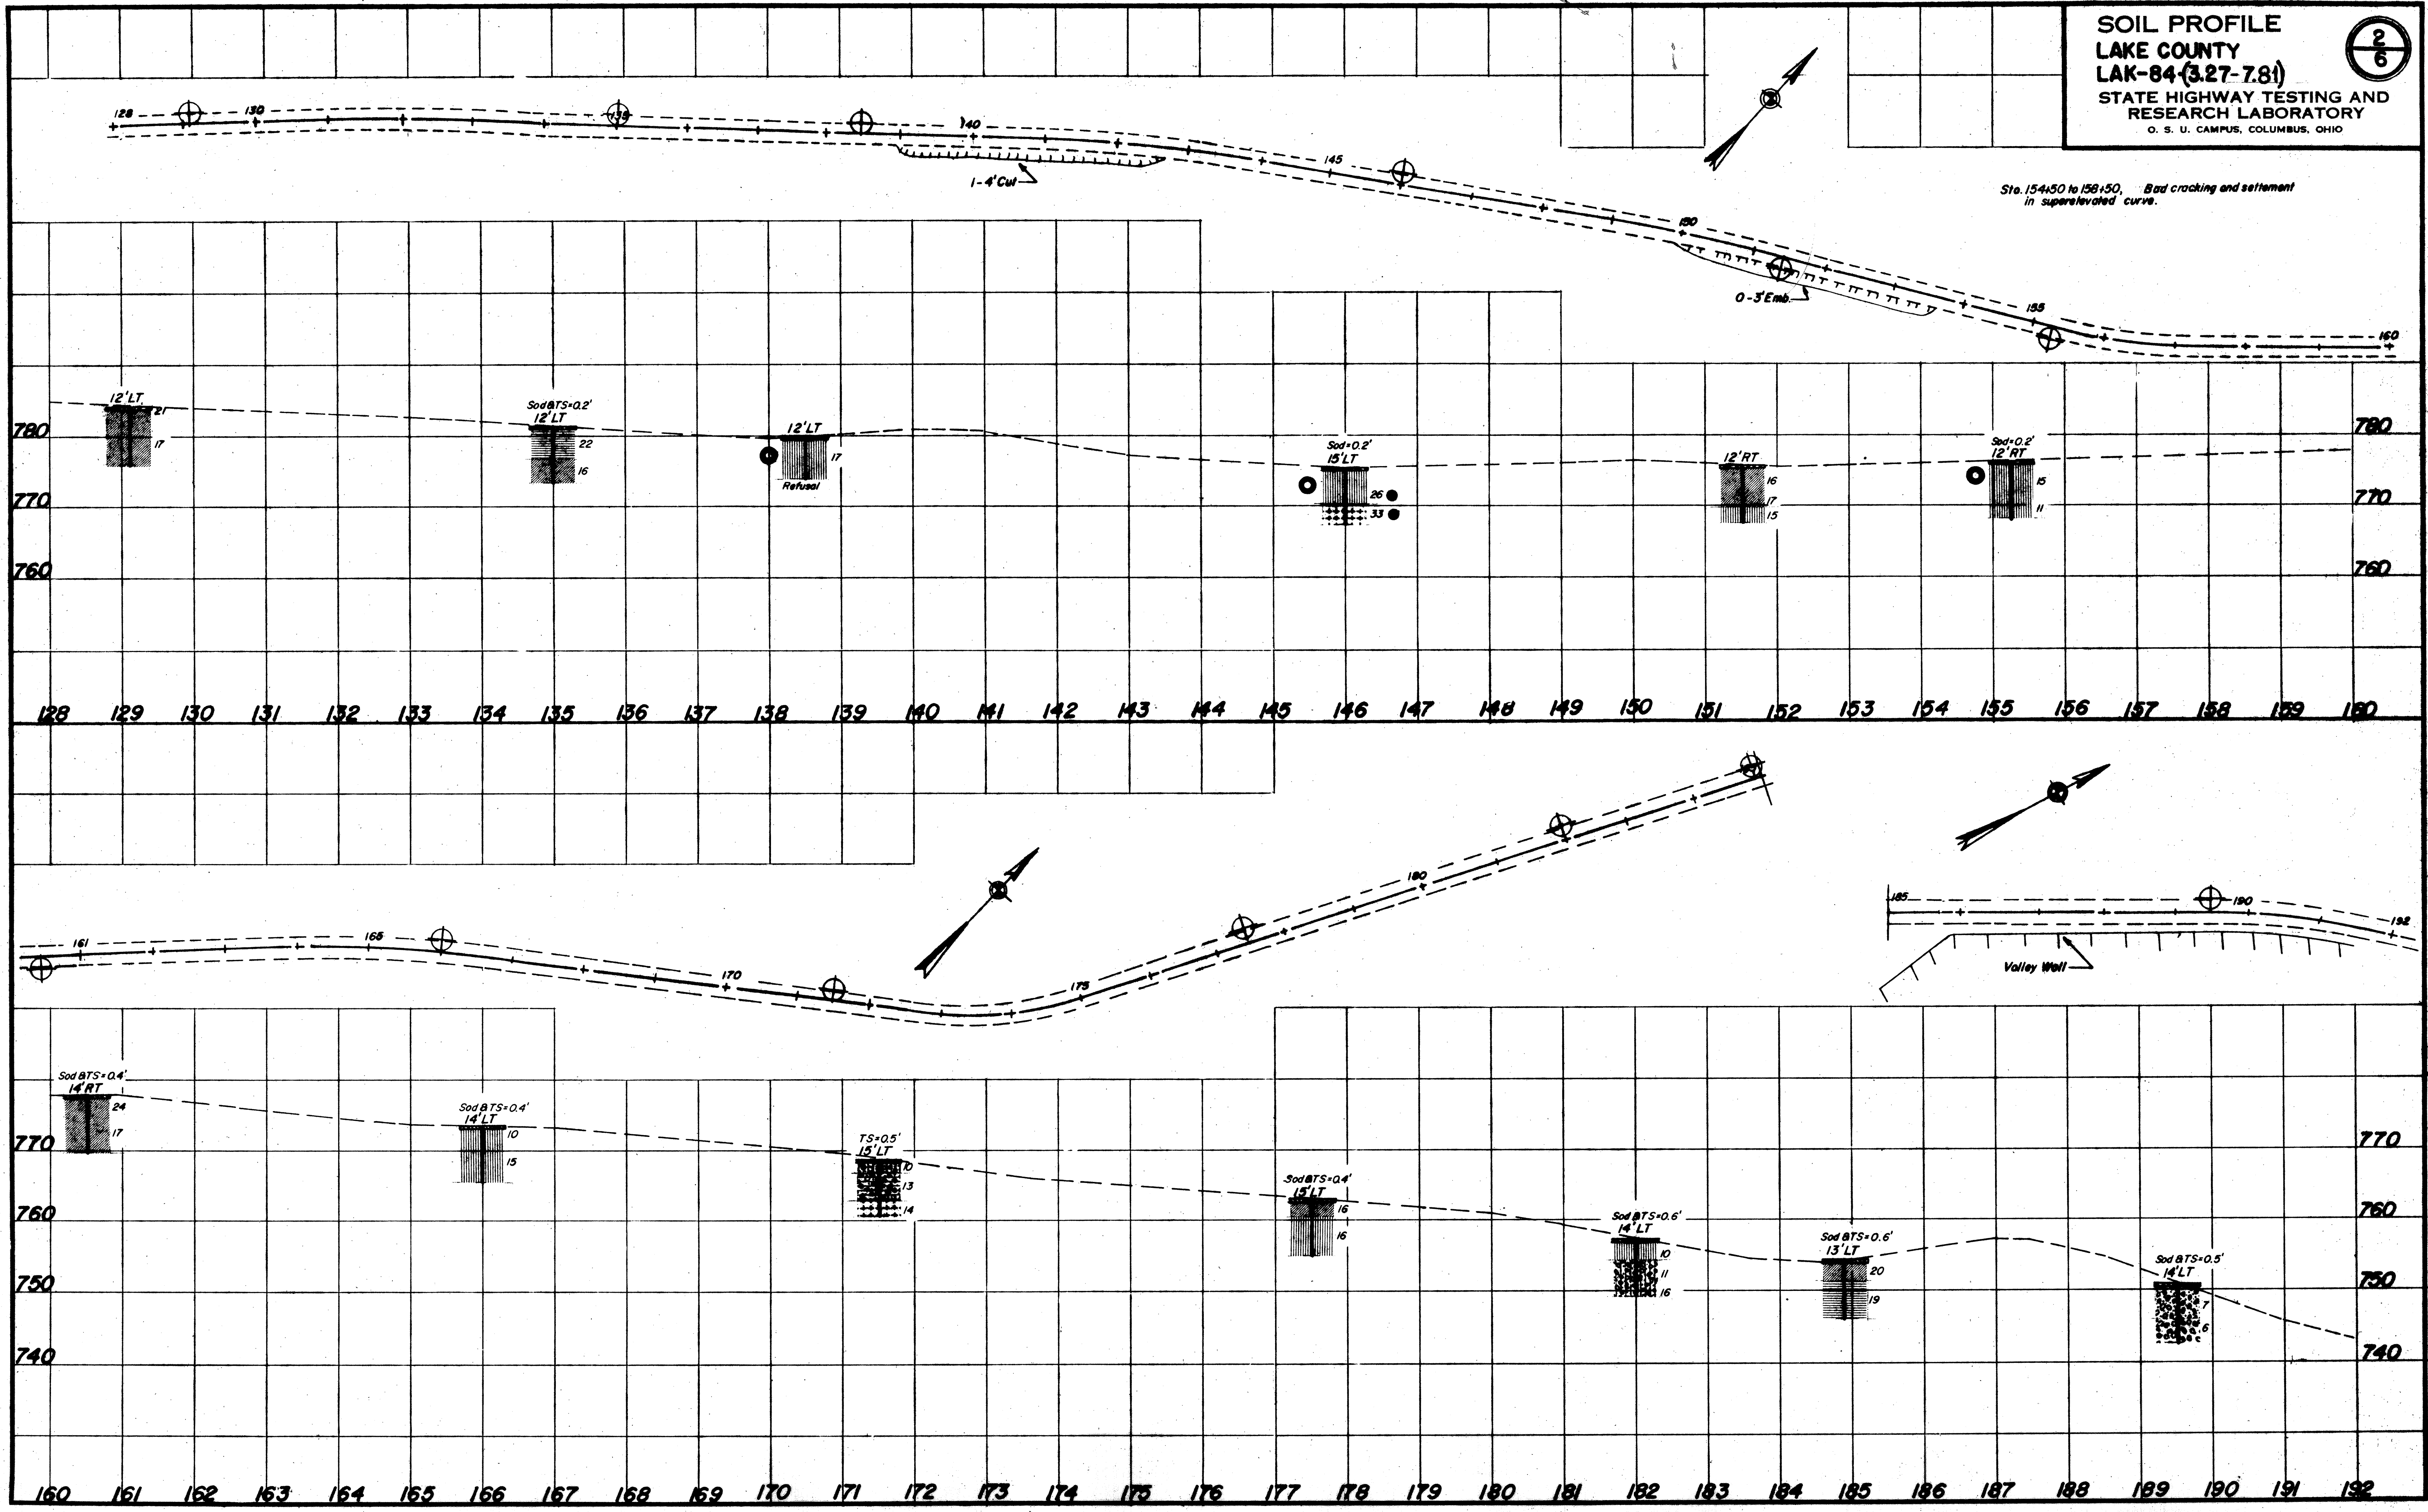 SOIL PROFILE
LAKE COUNTY
LAK-84-(3.27-7.81)
STATE HIGHWAY TESTING AND
RESEARCH LABORATORY
O. S. U. CAMPUS, COLUMBUS, OHIO
2
6
128
130
135
140
1-4' Cut
145
150
0-3' Emb.
155
160
Sta. 154+50 to 158+50, Bad cracking and settement
in superelevated curve.
12' LT
21
17
Sod & TS=0.2'
12' LT
22
16
12' LT
17
Refusal
Sod=0.2'
15' LT
26
33
12' RT
16
17
15
Sod=0.2'
12' RT
15
11
780 780
770 770
760 760
128 129 130 131 132 133 134 135 136 137 138 139 140 141 142 143 144 145 146 147 148 149 150 151 152 153 154 155 156 157 158 159 160
161
165
170
175
180
185
190
192
Valley Wall
Sod & TS=0.4'
14' RT
24
17
Sod & TS=0.4'
14' LT
10
15
TS=0.5'
15' LT
10
13
14
Sod & TS=0.4'
15' LT
16
16
Sod & TS=0.6'
14' LT
10
11
16
Sod & TS=0.6'
13' LT
20
19
Sod & TS=0.5'
14' LT
7
6
770 770
760 760
750 750
740 740
160 161 162 163 164 165 166 167 168 169 170 171 172 173 174 175 176 177 178 179 180 181 182 183 184 185 186 187 188 189 190 191 192